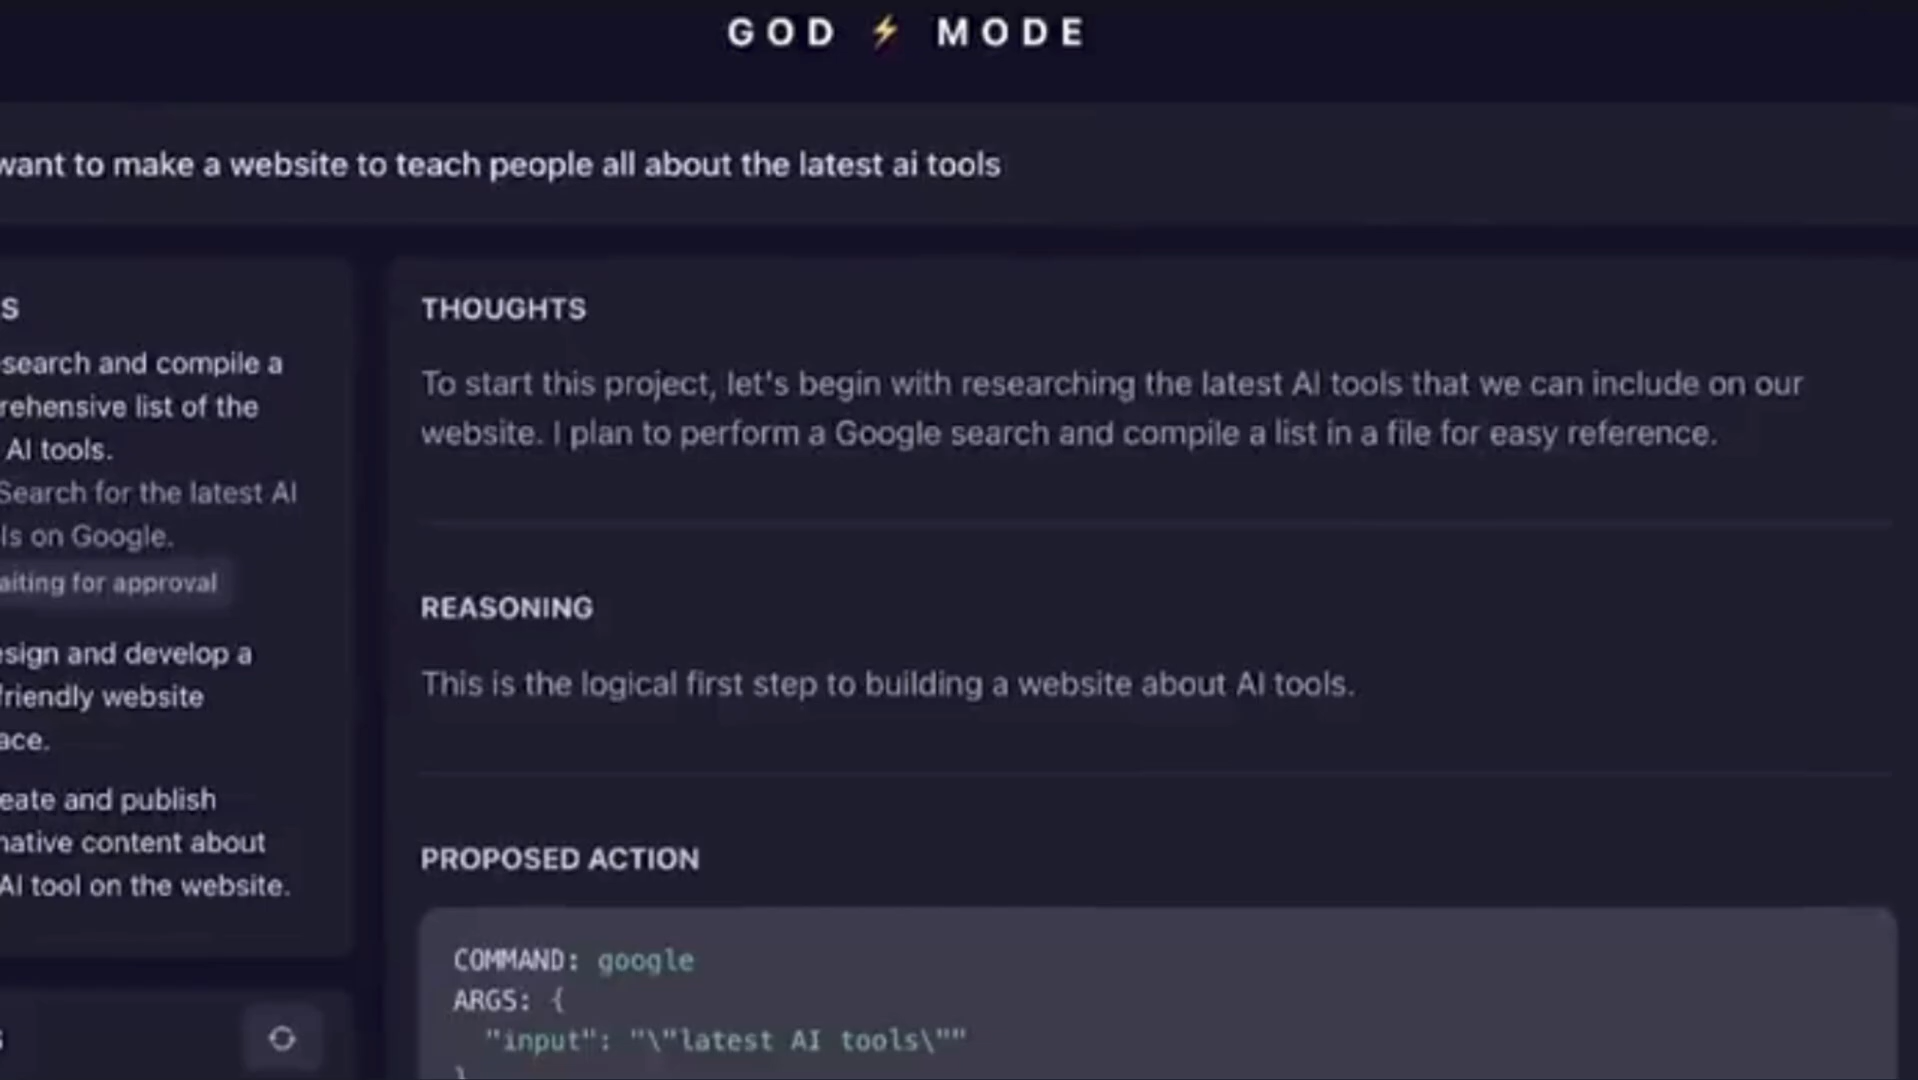 GOD ⚡ MODE
want to make a website to teach people all about the latest ai tools
S
search and compile a
rehensive list of the
AI tools.
Search for the latest AI
ls on Google.
aiting for approval
sign and develop a
friendly website
ace.
eate and publish
native content about
AI tool on the website.
THOUGHTS
To start this project, let's begin with researching the latest AI tools that we can include on our
website. I plan to perform a Google search and compile a list in a file for easy reference.
REASONING
This is the logical first step to building a website about AI tools.
PROPOSED ACTION
COMMAND: google
ARGS: {
"input": "\"latest AI tools\""
}